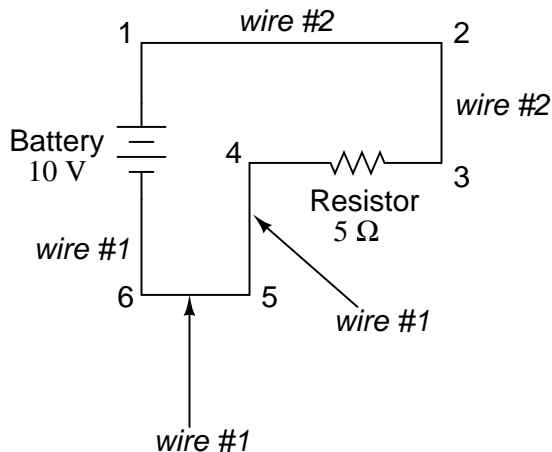 wire #2
1
2
wire #2
Battery
10 V
4
3
Resistor
5 Ω
wire #1
6
5
wire #1
wire #1